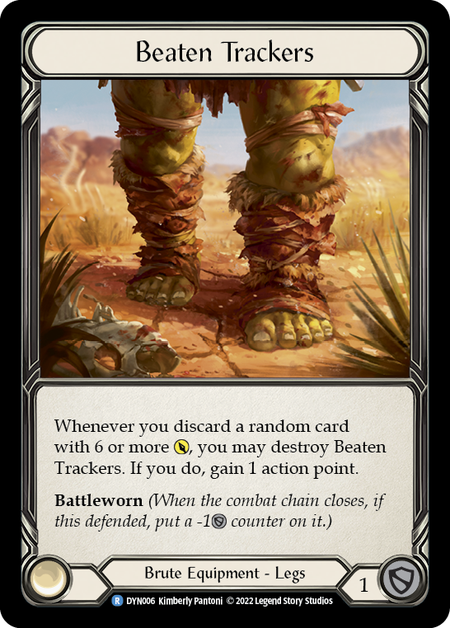 Beaten Trackers
Whenever you discard a random card
with 6 or more , you may destroy Beaten
Trackers. If you do, gain 1 action point.
Battleworn (When the combat chain closes, if
this defended, put a -1 counter on it.)
Brute Equipment - Legs
1
R DYN006 Kimberly Pantoni © 2022 Legend Story Studios